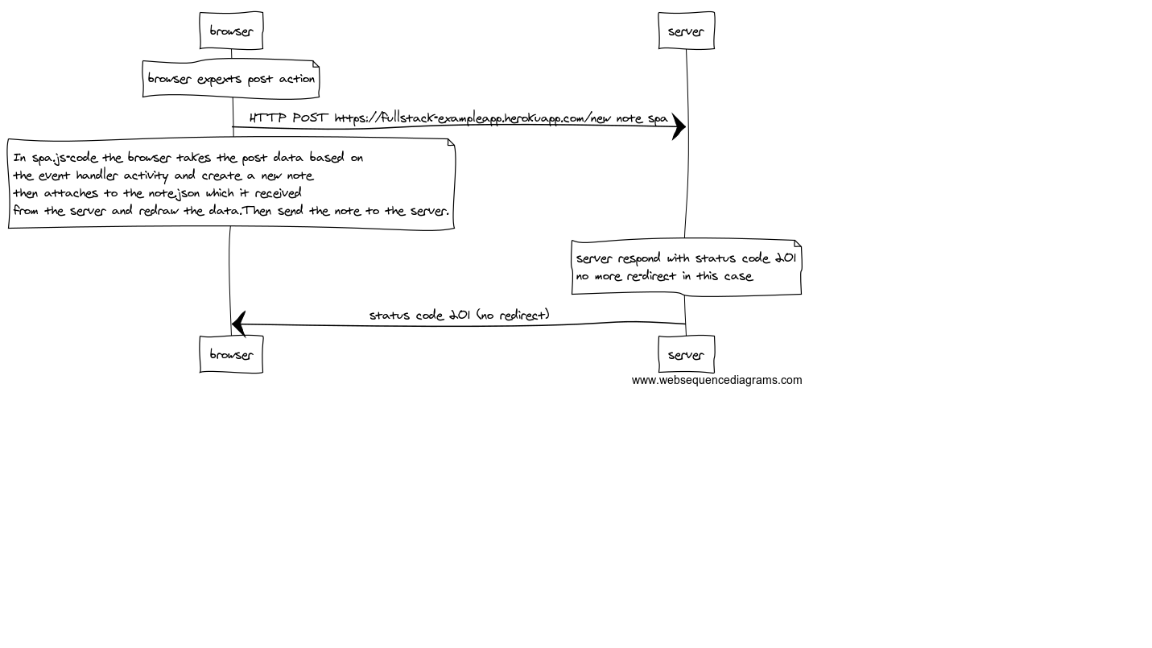 browser
server
browser expexts post action
HTTP POST https://fullstack-exampleapp.herokuapp.com/new note spa
In spa.js-code the browser takes the post data based on
the event handler activity and create a new note
then attaches to the note.json which it received
from the server and redraw the data.Then send the note to the server.
server respond with status code 201
no more re-direct in this case
status code 201 (no redirect)
browser
server
www.websequencediagrams.com